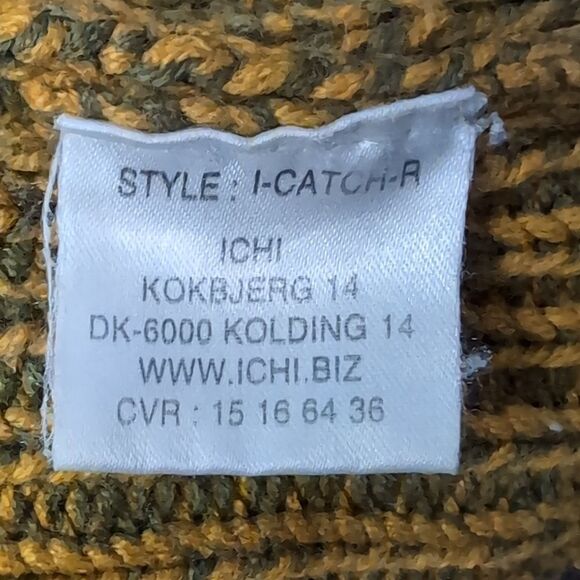 STYLE : I-CATCH-R
ICHI
KOKBJERG 14
DK-6000 KOLDING 14
WWW.ICHI.BIZ
CVR : 15 16 64 36